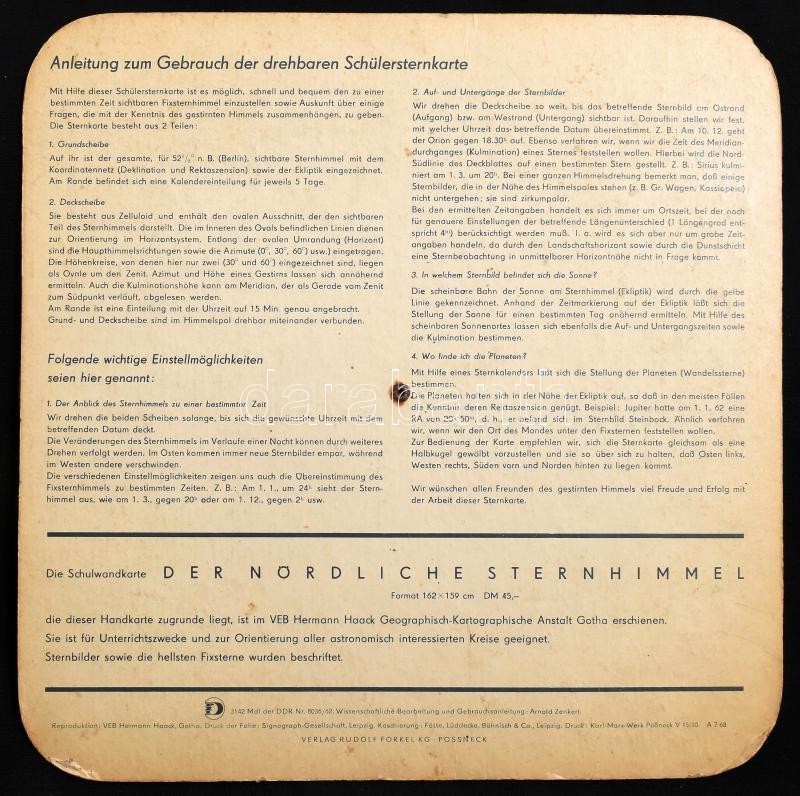 Anleitung zum Gebrauch der drehbaren Schülersternkarte
Mit Hilfe dieser Schülersternkarte ist es möglich, schnell und bequem den zu einer
bestimmten Zeit sichtbaren Fixsternhimmel einzustellen sowie Auskunft über einige
Fragen, die mit der Kenntnis des gestirnten Himmels zusammenhängen, zu geben.
Die Sternkarte besteht aus 2 Teilen:
1. Grundscheibe
Auf ihr ist der gesamte, für 52½° n. B. (Berlin), sichtbare Sternhimmel mit dem
Koordinatennetz (Deklination und Rektaszension) sowie der Ekliptik eingezeichnet.
Am Rande befindet sich eine Kalendereinteilung für jeweils 5 Tage.
2. Deckscheibe
Sie besteht aus Zelluloid und enthält den ovalen Ausschnitt, der den sichtbaren
Teil des Sternhimmels darstellt. Die im Inneren des Ovals befindlichen Linien dienen
zur Orientierung im Horizontsystem. Entlang der ovalen Umrandung (Horizont)
sind die Haupthimmelsrichtungen sowie die Azimute (0°, 30°, 60°) usw.) eingetragen.
Die Höhenkreise, von denen hier nur zwei (30° und 60°) eingezeichnet sind, liegen
als Ovale um den Zenit. Azimut und Höhe eines Gestirns lassen sich annähernd
ermitteln. Auch die Kulminationshöhe kann am Meridian, der als Gerade vom Zenit
zum Südpunkt verläuft, abgelesen werden.
Am Rande ist eine Einteilung mit der Uhrzeit auf 15 Min. genau angebracht.
Grund- und Deckscheibe sind im Himmelspol drehbar miteinander verbunden.
Folgende wichtige Einstellmöglichkeiten
seien hier genannt:
1. Der Anblick des Sternhimmels zu einer bestimmten Zeit
Wir drehen die beiden Scheiben solange, bis sich die gewünschte Uhrzeit mit dem
betreffenden Datum deckt.
Die Veränderungen des Sternhimmels im Verlaufe einer Nacht können durch weiteres
Drehen verfolgt werden. Im Osten kommen immer neue Sternbilder empor, während
im Westen andere verschwinden.
Die verschiedenen Einstellmöglichkeiten zeigen uns auch die Übereinstimmung des
Fixsternhimmels zu bestimmten Zeiten. Z. B.: Am 1. 1., um 24ʰ sieht der Stern-
himmel aus, wie am 1. 3., gegen 20ʰ oder am 1. 12., gegen 2ʰ usw.
2. Auf- und Untergänge der Sternbilder
Wir drehen die Deckscheibe so weit, bis das betreffende Sternbild am Ostrand
(Aufgang) bzw. am Westrand (Untergang) sichtbar ist. Daraufhin stellen wir fest,
mit welcher Uhrzeit das betreffende Datum übereinstimmt. Z. B.: Am 10. 12. geht
der Orion gegen 18.30ʰ auf. Ebenso verfahren wir, wenn wir die Zeit des Meridian-
durchganges (Kulmination) eines Sternes feststellen wollen. Hierbei wird die Nord-
Südlinie des Deckblattes auf einen bestimmten Stern gestellt. Z. B.: Sirius kulmi-
niert am 1. 3. um 20ʰ. Bei einer ganzen Himmelsdrehung bemerkt man, daß einige
Sternbilder, die in der Nähe des Himmelspoles stehen (z. B. Gr. Wagen, Kassiopeia)
nicht untergehen; sie sind zirkumpolar.
Bei den ermittelten Zeitangaben handelt es sich immer um Ortszeit, bei der noch
für genauere Einstellungen der betreffende Längenunterschied (1 Längengrad ent-
spricht 4ᵐ) berücksichtigt werden muß. I. a. wird es sich aber nur um grobe Zeit-
angaben handeln, da durch den Landschaftshorizont sowie durch die Dunstschicht
eine Sternbeobachtung in unmittelbarer Horizontnähe nicht in Frage kommt.
3. In welchem Sternbild befindet sich die Sonne?
Die scheinbare Bahn der Sonne am Sternhimmel (Ekliptik) wird durch die gelbe
Linie gekennzeichnet. Anhand der Zeitmarkierung auf der Ekliptik läßt sich die
Stellung der Sonne für einen bestimmten Tag annähernd ermitteln. Mit Hilfe des
scheinbaren Sonnenortes lassen sich ebenfalls die Auf- und Untergangszeiten sowie
die Kulmination bestimmen.
4. Wo finde ich die Planeten?
Mit Hilfe eines Sternkalenders läßt sich die Stellung der Planeten (Wandelsterne)
bestimmen.
Die Planeten halten sich in der Nähe der Ekliptik auf, so daß in den meisten Fällen
die Kenntnis deren Rektaszension genügt. Beispiel: Jupiter hatte am 1. 1. 62 eine
RA von 20ʰ 50ᵐ, d. h., er befand sich im Sternbild Steinbock. Ähnlich verfahren
wir, wenn wir den Ort des Mondes unter den Fixsternen feststellen wollen.
Zur Bedienung der Karte empfehlen wir, sich die Sternkarte gleichsam als eine
Halbkugel gewölbt vorzustellen und sie so über sich zu halten, daß Osten links,
Westen rechts, Süden vorn und Norden hinten zu liegen kommt.
Wir wünschen allen Freunden des gestirnten Himmels viel Freude und Erfolg mit
der Arbeit dieser Sternkarte.
darabanth
Die Schulwandkarte DER NÖRDLICHE STERNHIMMEL
Format 162 × 159 cm DM 45,–
die dieser Handkarte zugrunde liegt, ist im VEB Hermann Haack Geographisch-Kartographische Anstalt Gotha erschienen.
Sie ist für Unterrichtszwecke und zur Orientierung aller astronomisch interessierten Kreise geeignet.
Sternbilder sowie die hellsten Fixsterne wurden beschriftet.
3142 MdI der DDR Nr. 8036/62. Wissenschaftliche Bearbeitung und Gebrauchsanleitung: Arnold Zenkert.
Reproduktion: VEB Hermann Haack, Gotha. Druck der Folie: Signograph-Gesellschaft, Leipzig. Kaschierung: Föste, Lüddecke, Böhnisch & Co., Leipzig. Druck: Karl-Marx-Werk Pößneck V 15/30. A 7 68
VERLAG RUDOLF FORKEL KG · PÖSSNECK